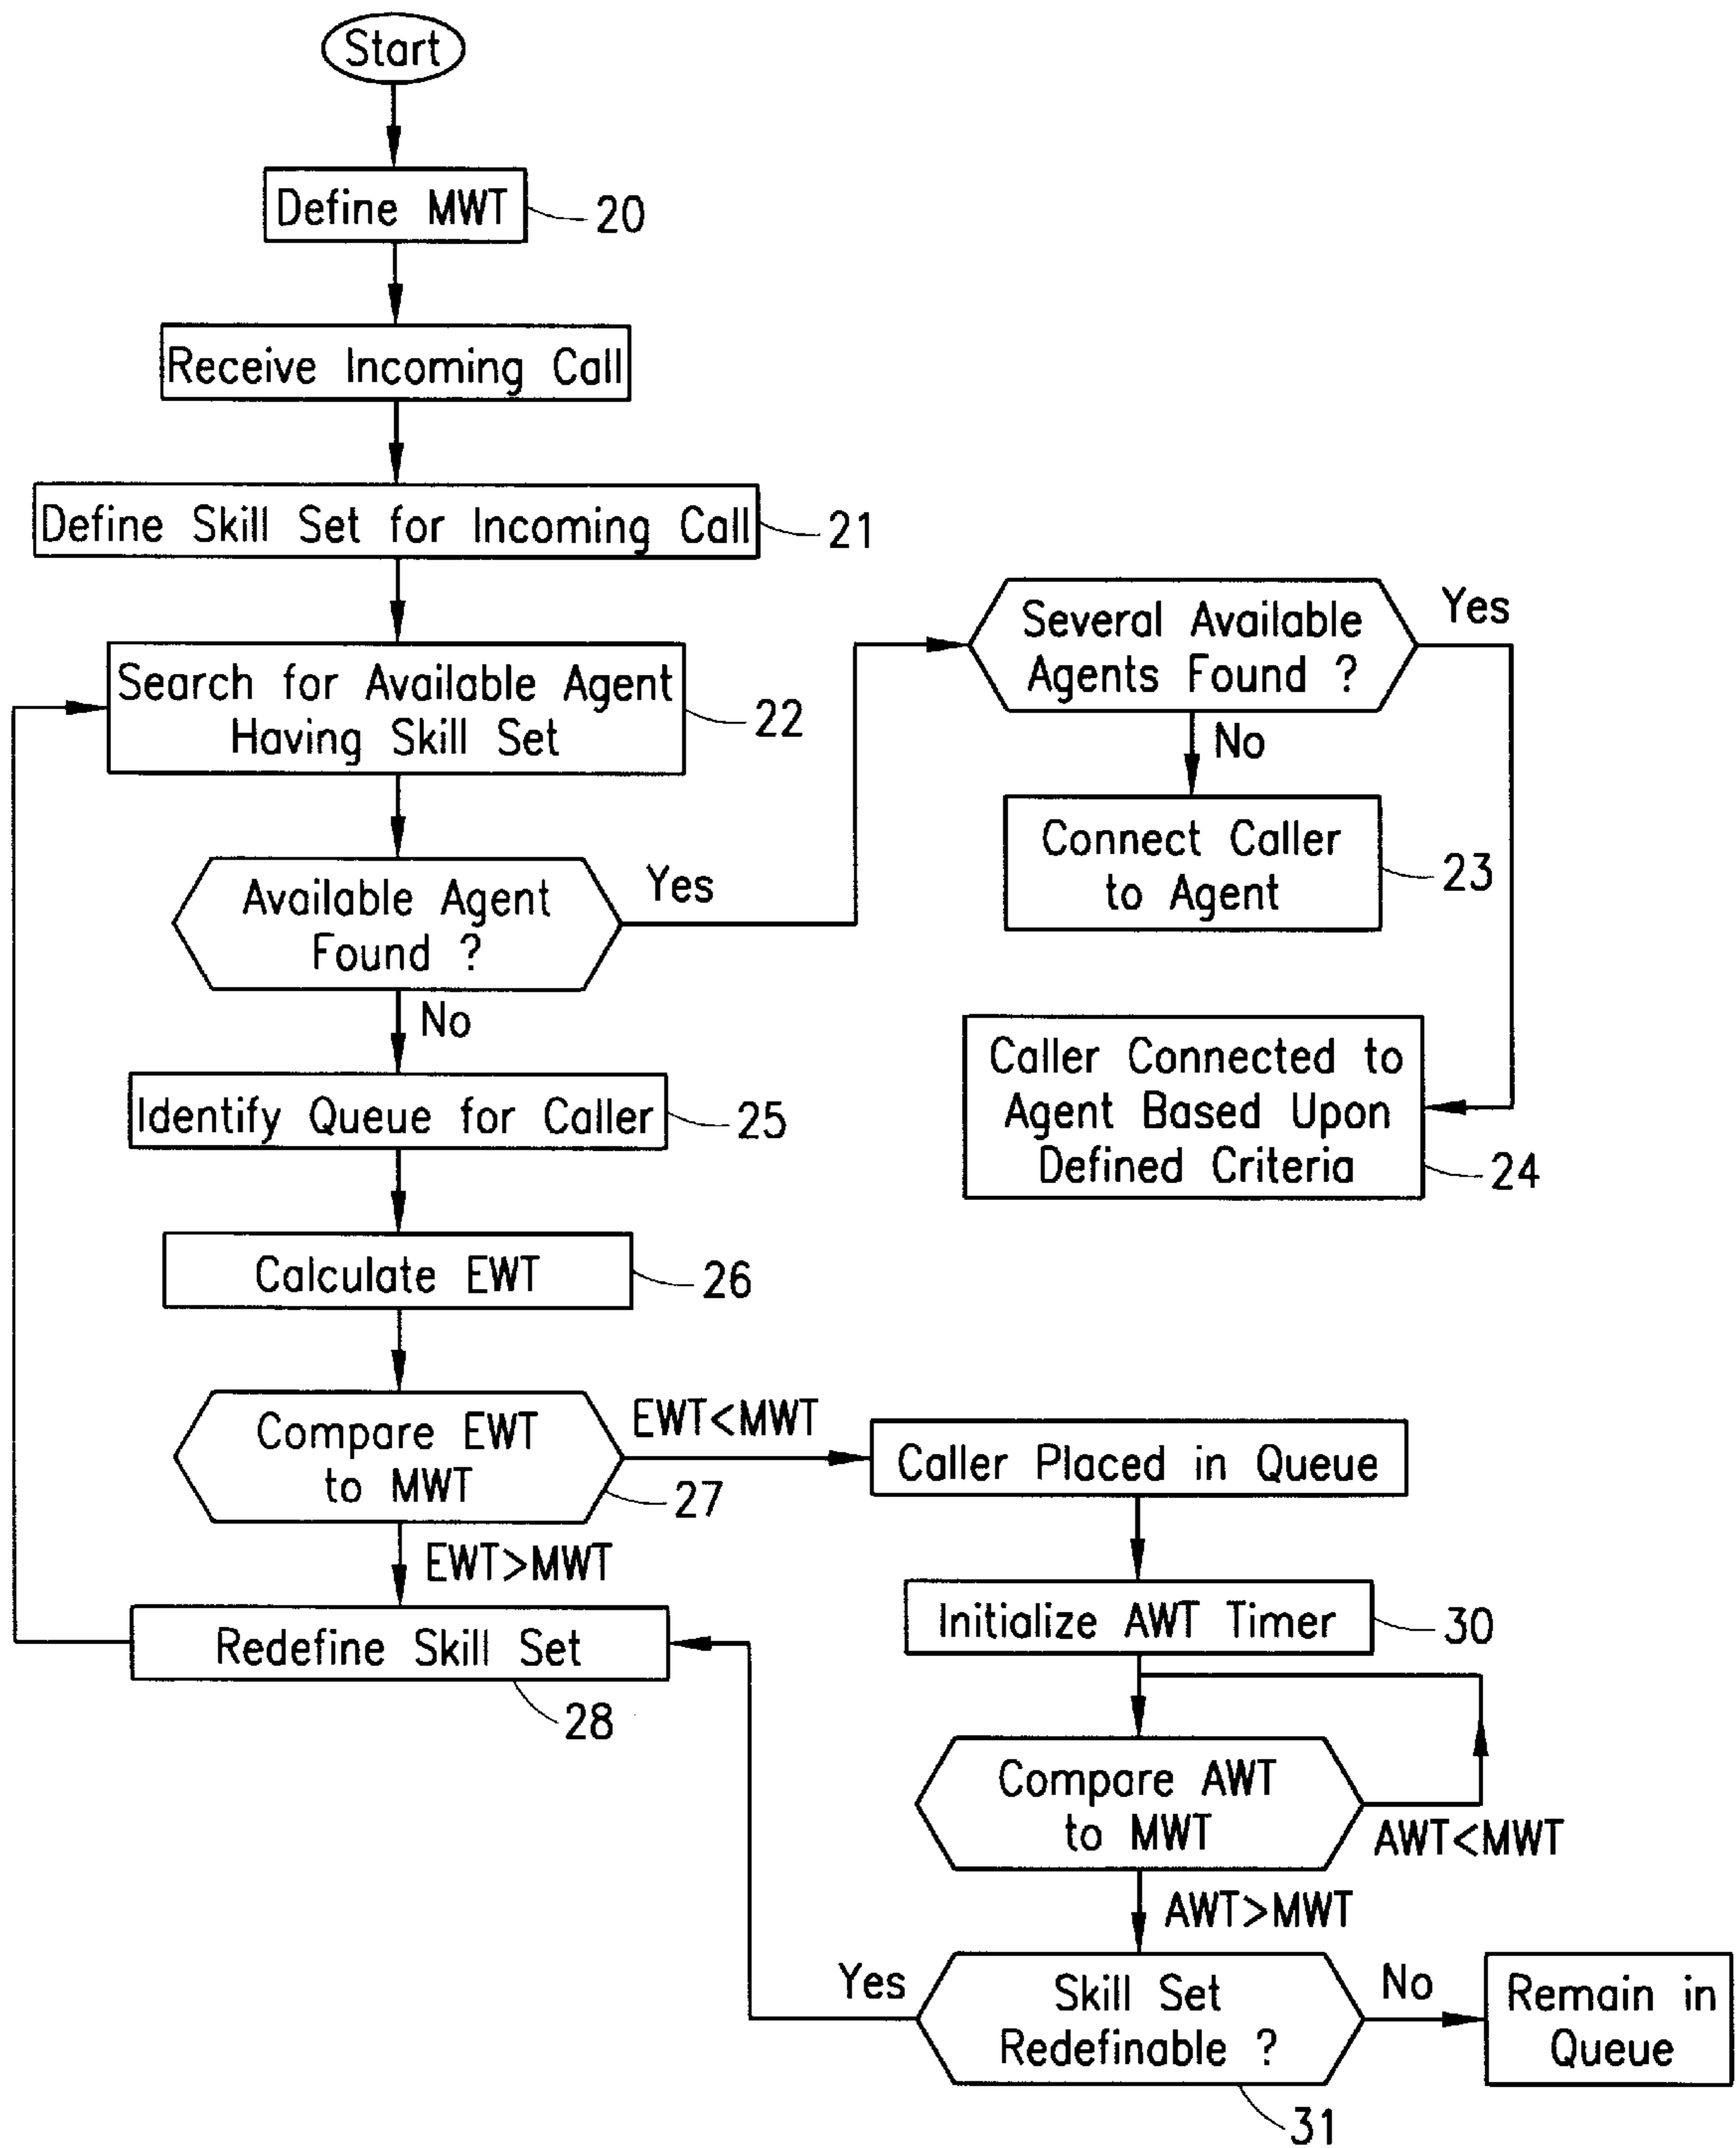 Start
Define MWT
20
Receive Incoming Call
Define Skill Set for Incoming Call
21
Search for Available Agent
Having Skill Set
22
Available Agent
Found ?
Yes
No
Several Available
Agents Found ?
Yes
No
Connect Caller
to Agent
23
Caller Connected to
Agent Based Upon
Defined Criteria
24
Identify Queue for Caller
25
Calculate EWT
26
Compare EWT
to MWT
27
EWT<MWT
EWT>MWT
Caller Placed in Queue
Redefine Skill Set
28
Initialize AWT Timer
30
Compare AWT
to MWT
AWT<MWT
AWT>MWT
Skill Set
Redefinable ?
31
Yes
No
Remain in
Queue